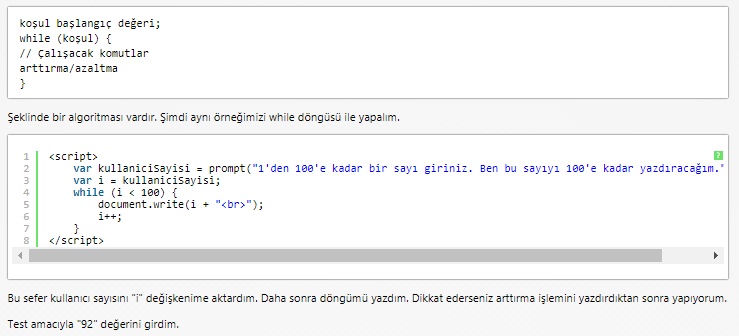 koşul başlangıç değeri;
while (koşul) {
// Çalışacak komutlar
arttırma/azaltma
}
Şeklinde bir algoritması vardır. Şimdi aynı örneğimizi while döngüsü ile yapalım.
?
1 <script>
2 var kullaniciSayisi = prompt("1'den 100'e kadar bir sayı giriniz. Ben bu sayıyı 100'e kadar yazdıracağım."
3 var i = kullaniciSayisi;
4 while (i < 100) {
5 document.write(i + "<br>");
6 i++;
7 }
8 </script>
Bu sefer kullanıcı sayısını "i" değişkenime aktardım. Daha sonra döngümü yazdım. Dikkat ederseniz arttırma işlemini yazdırdıktan sonra yapıyorum.
Test amacıyla "92" değerini girdim.